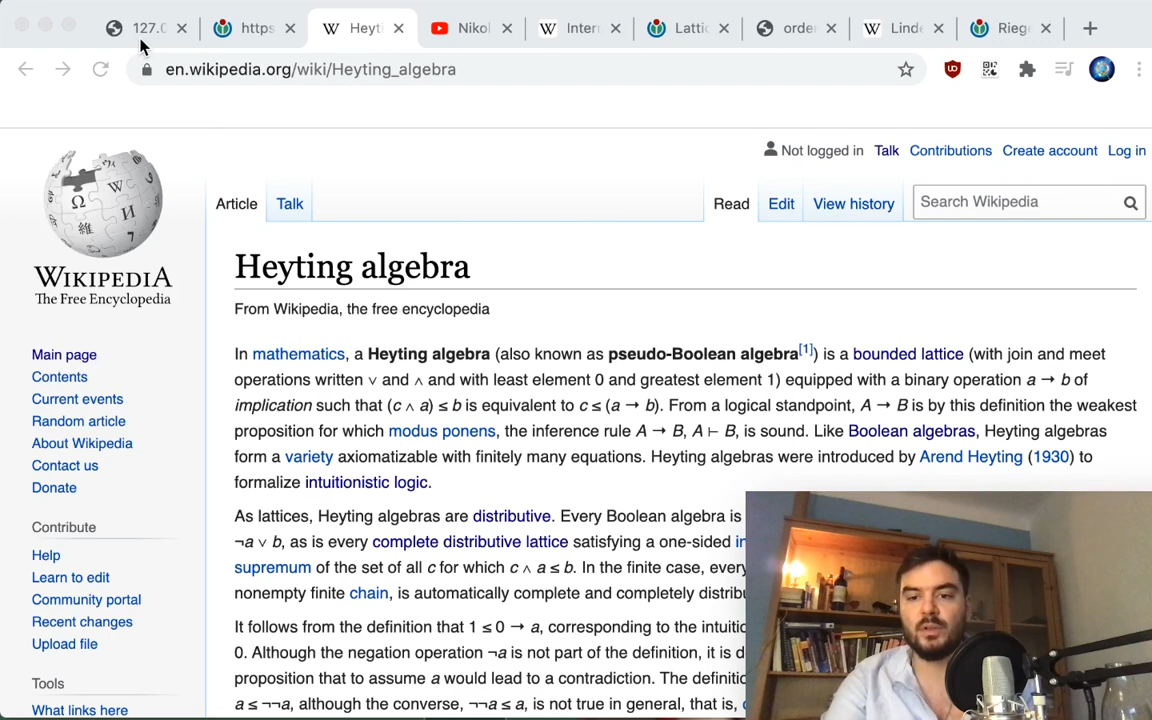 127.0
https
Heyti
Nikol
Inter
Lattic
orde
Linde
Riege
en.wikipedia.org/wiki/Heyting_algebra
Not logged in Talk Contributions Create account Log in
Article Talk Read Edit View history Search Wikipedia
WIKIPEDIA
The Free Encyclopedia
Main page
Contents
Current events
Random article
About Wikipedia
Contact us
Donate
Contribute
Help
Learn to edit
Community portal
Recent changes
Upload file
Tools
What links here
Heyting algebra
From Wikipedia, the free encyclopedia
In mathematics, a Heyting algebra (also known as pseudo-Boolean algebra[1]) is a bounded lattice (with join and meet
operations written ∨ and ∧ and with least element 0 and greatest element 1) equipped with a binary operation a → b of
implication such that (c ∧ a) ≤ b is equivalent to c ≤ (a → b). From a logical standpoint, A → B is by this definition the weakest
proposition for which modus ponens, the inference rule A → B, A ⊢ B, is sound. Like Boolean algebras, Heyting algebras
form a variety axiomatizable with finitely many equations. Heyting algebras were introduced by Arend Heyting (1930) to
formalize intuitionistic logic.
As lattices, Heyting algebras are distributive. Every Boolean algebra is
¬a ∨ b, as is every complete distributive lattice satisfying a one-sided in
supremum of the set of all c for which c ∧ a ≤ b. In the finite case, every
nonempty finite chain, is automatically complete and completely distribu
It follows from the definition that 1 ≤ 0 → a, corresponding to the intuitio
0. Although the negation operation ¬a is not part of the definition, it is d
proposition that to assume a would lead to a contradiction. The definitio
a ≤ ¬¬a, although the converse, ¬¬a ≤ a, is not true in general, that is,